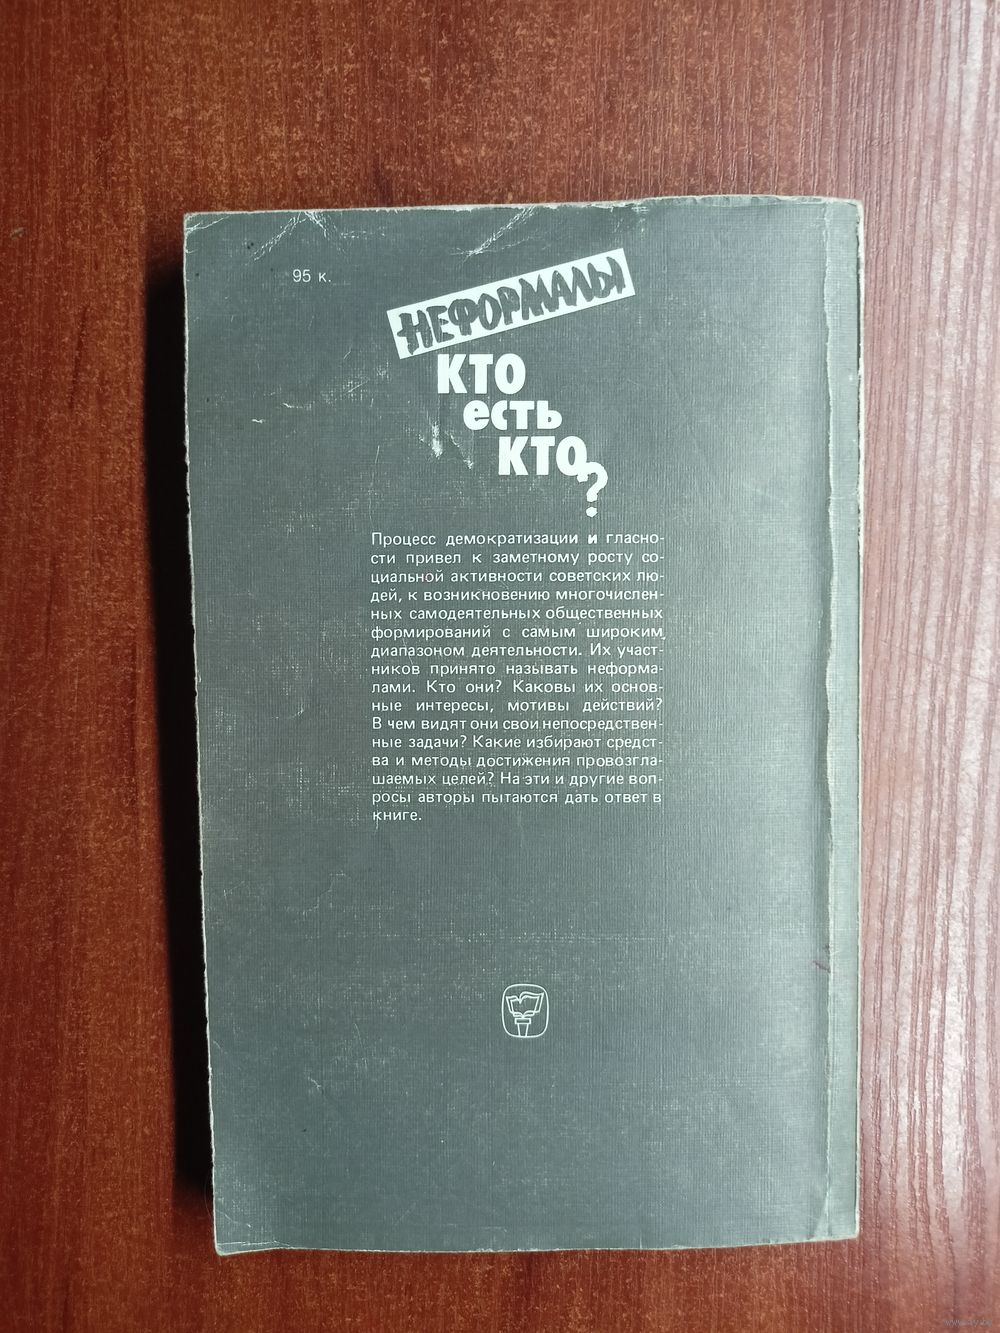 95 к.
НЕФОРМАЛЫ
КТО
есть
КТО?
Процесс демократизации и гласно-
сти привел к заметному росту со-
циальной активности советских лю-
дей, к возникновению многочислен-
ных самодеятельных общественных
формирований с самым широким
диапазоном деятельности. Их участ-
ников принято называть неформа-
лами. Кто они? Каковы их основ-
ные интересы, мотивы действий?
В чем видят они свои непосредствен-
ные задачи? Какие избирают средст-
ва и методы достижения провозгла-
шаемых целей? На эти и другие воп-
росы авторы пытаются дать ответ в
книге.